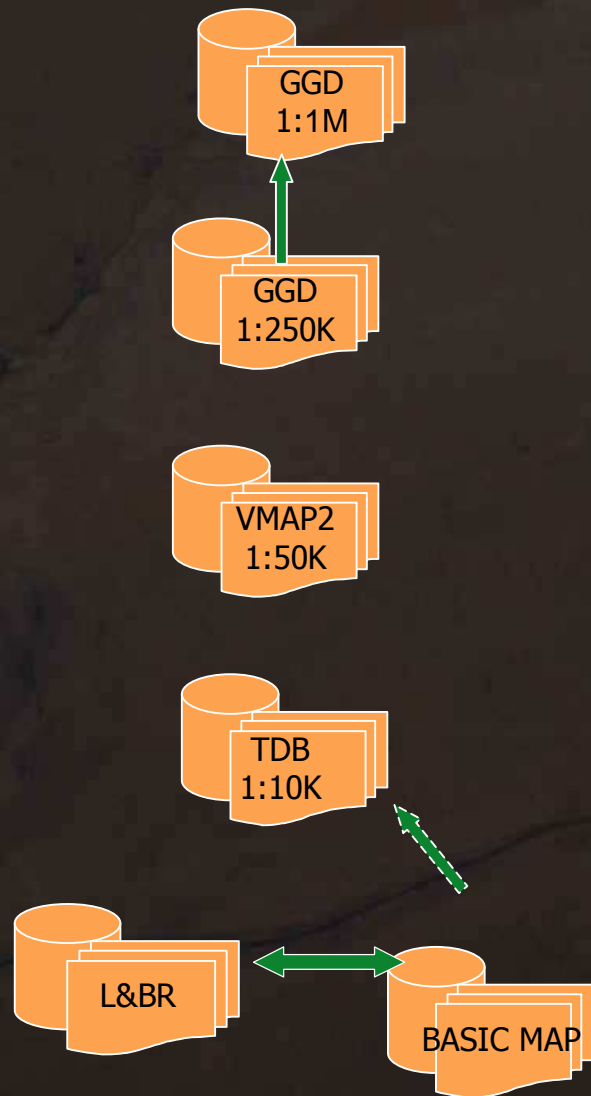 GGD
1:1M
GGD
1:250K
VMAP2
1:50K
TDB
1:10K
L&BR
BASIC MAP